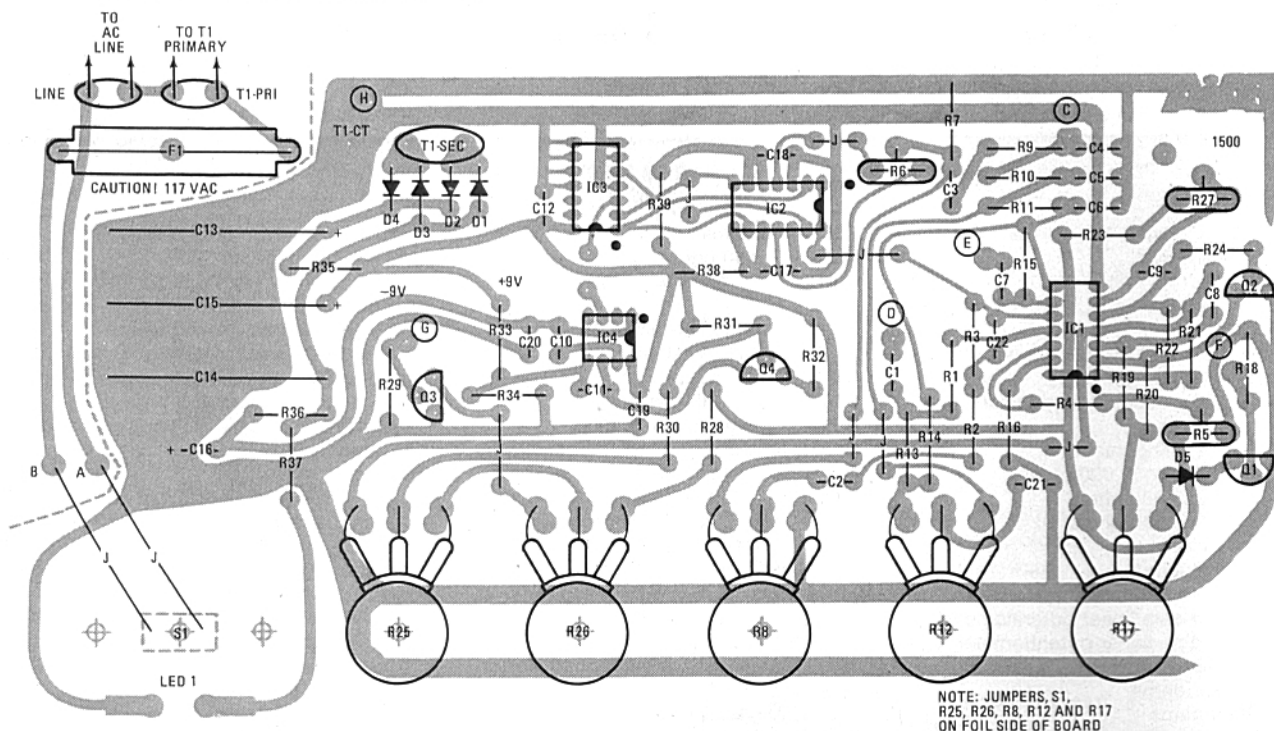 TO
AC
LINE
TO T1
PRIMARY
LINE
T1-PRI
H
T1-CT
F1
CAUTION! 117 VAC
T1-SEC
D4
D3
D2
D1
C13
+
R35
C15
+
-9V
+9V
C14
R36
+ -C16-
R37
B
A
J
J
S1
LED 1
C12
IC3
R39
J
C18
IC2
J
R6
R7
C3
R9
R10
R11
C
C4
C5
C6
1500
R27
R23
R24
E
R15
C7
C9
C8
Q2
R38
C17
J
G
R33
C20
C10
IC4
R31
R32
D
R3
C22
IC1
R21
R22
F
R18
R29
Q3
R34
C11
C19
Q4
C1
R1
R19
R20
R30
R28
J
J
J
R13
R14
R2
R16
R4
J
R5
D5
Q1
C2
C21
R25
R26
R8
R12
R17
NOTE: JUMPERS, S1,
R25, R26, R8, R12 AND R17
ON FOIL SIDE OF BOARD